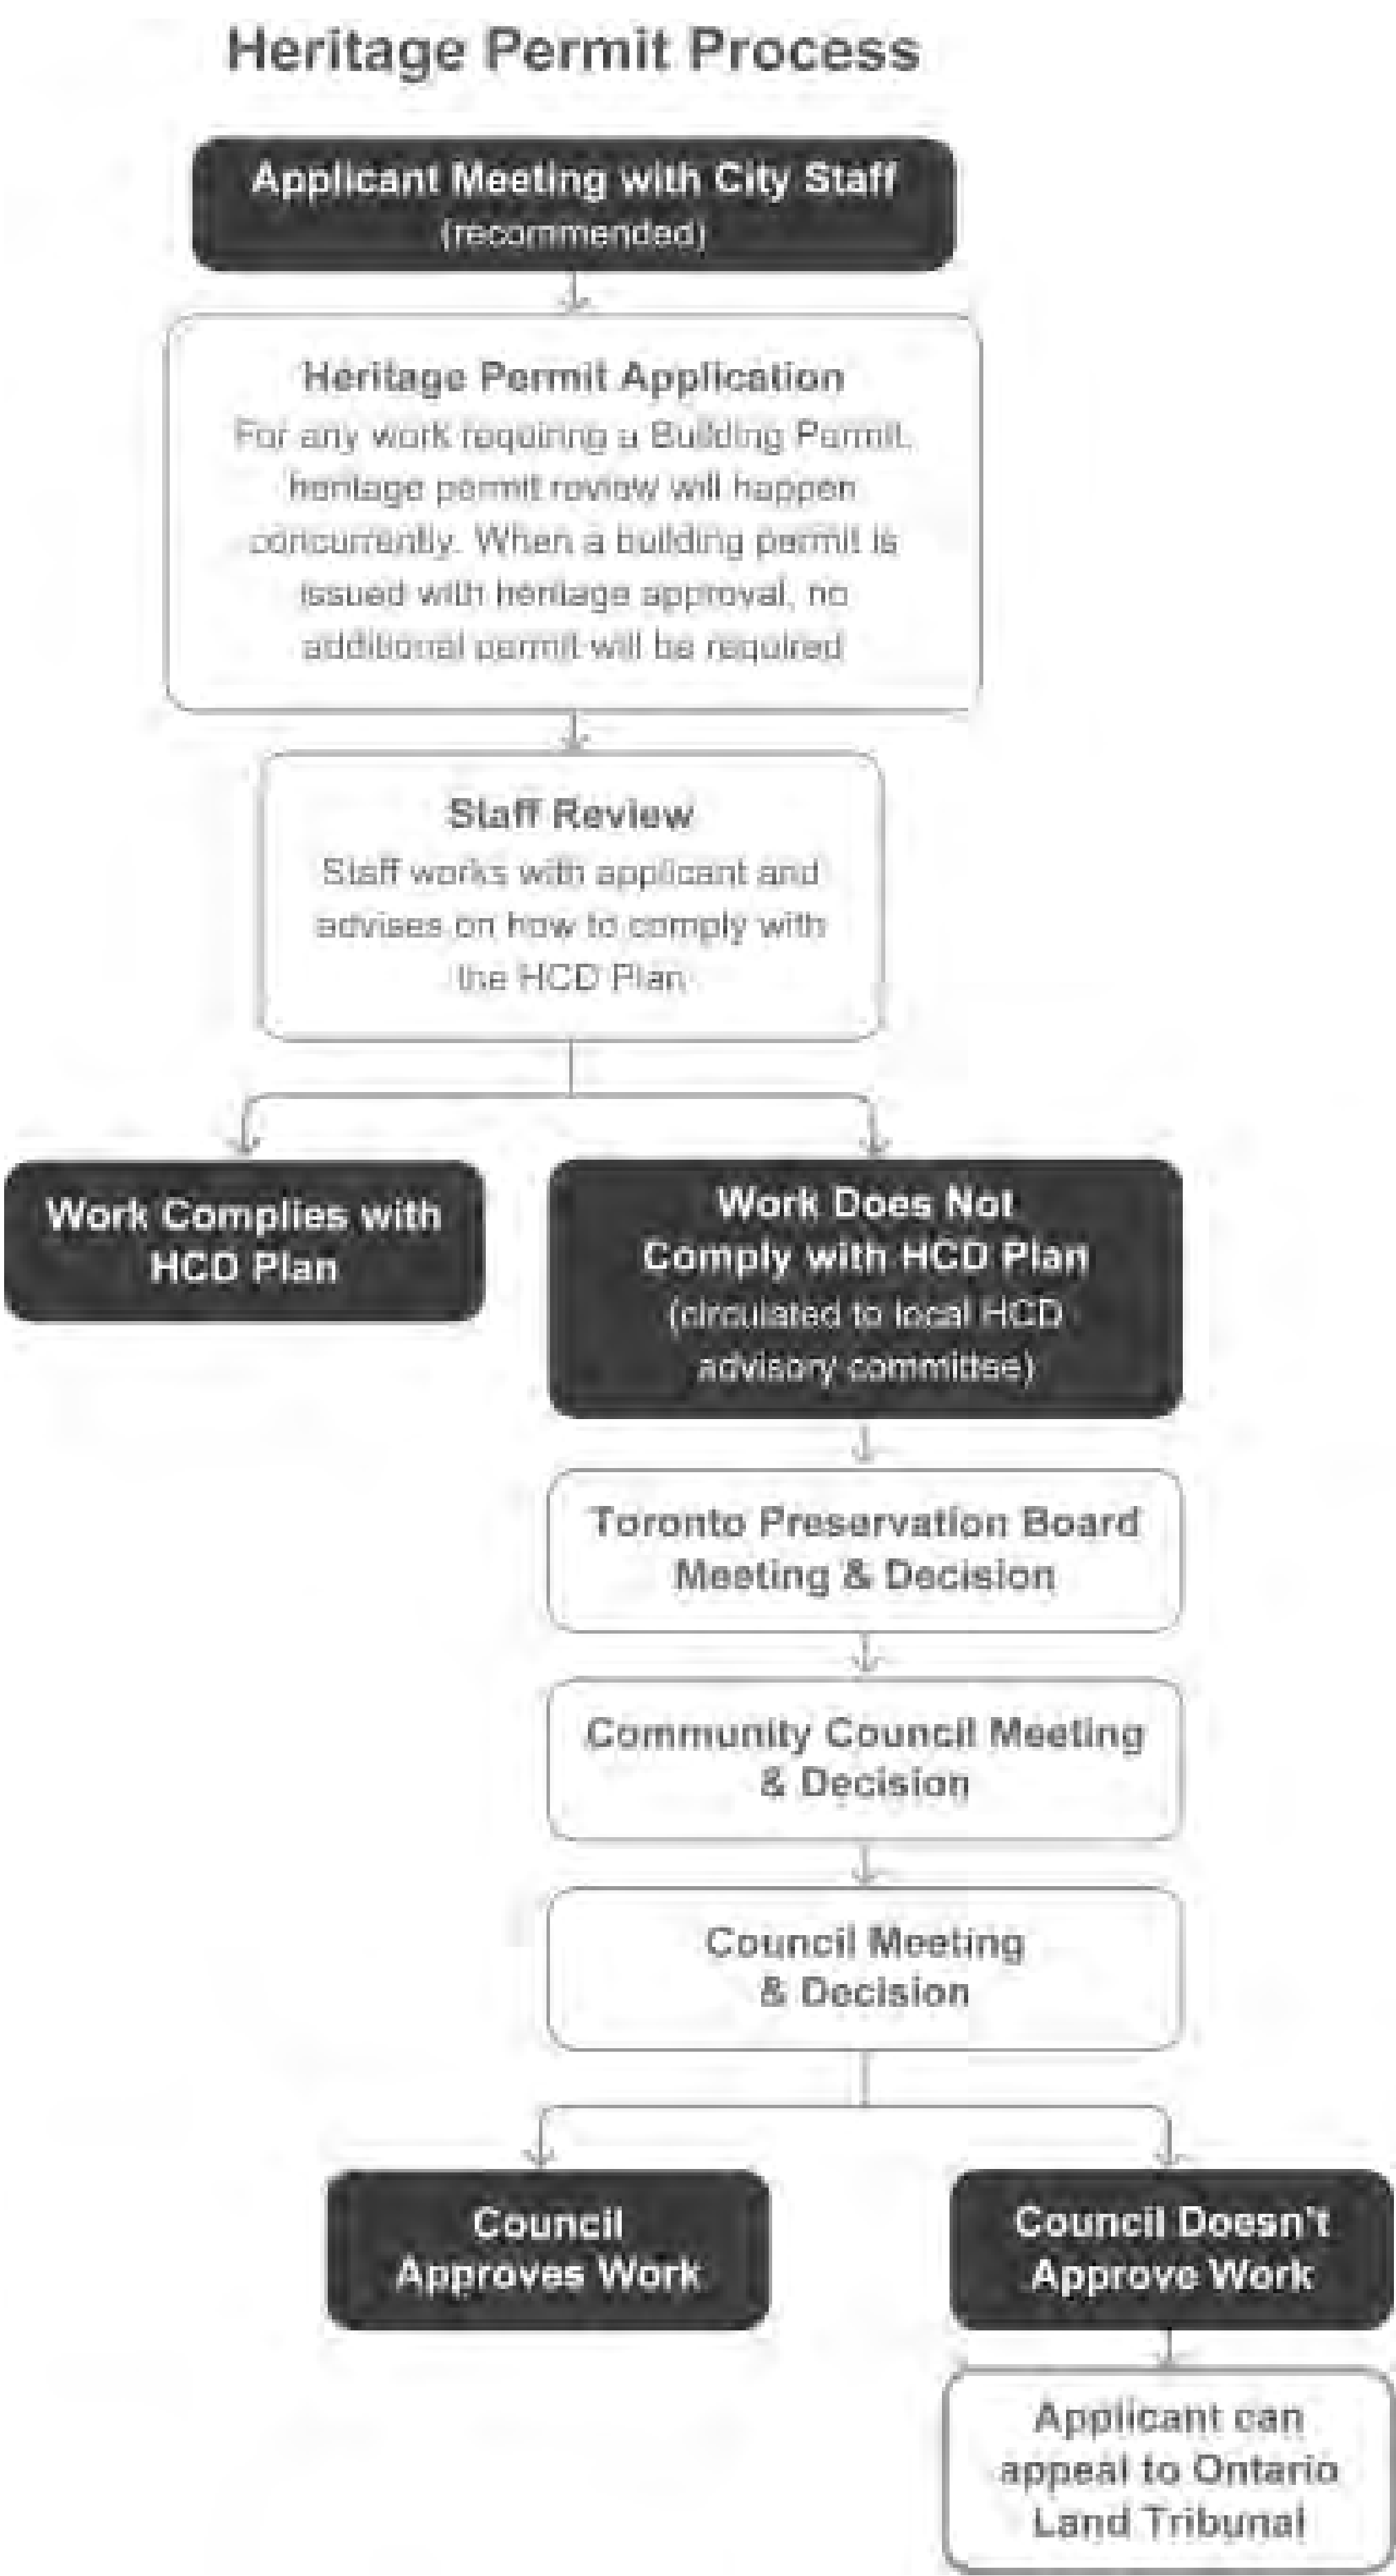 Heritage Permit Process
Applicant Meeting with City Staff
(recommended)
Heritage Permit Application
For any work requiring a Building Permit,
heritage permit review will happen
concurrently. When a building permit is
issued with heritage approval, no
additional permit will be required
Staff Review
Staff works with applicant and
advises on how to comply with
the HCD Plan
Work Complies with
HCD Plan
Work Does Not
Comply with HCD Plan
(circulated to local HCD
advisory committee)
Toronto Preservation Board
Meeting & Decision
Community Council Meeting
& Decision
Council Meeting
& Decision
Council
Approves Work
Council Doesn't
Approve Work
Applicant can
appeal to Ontario
Land Tribunal